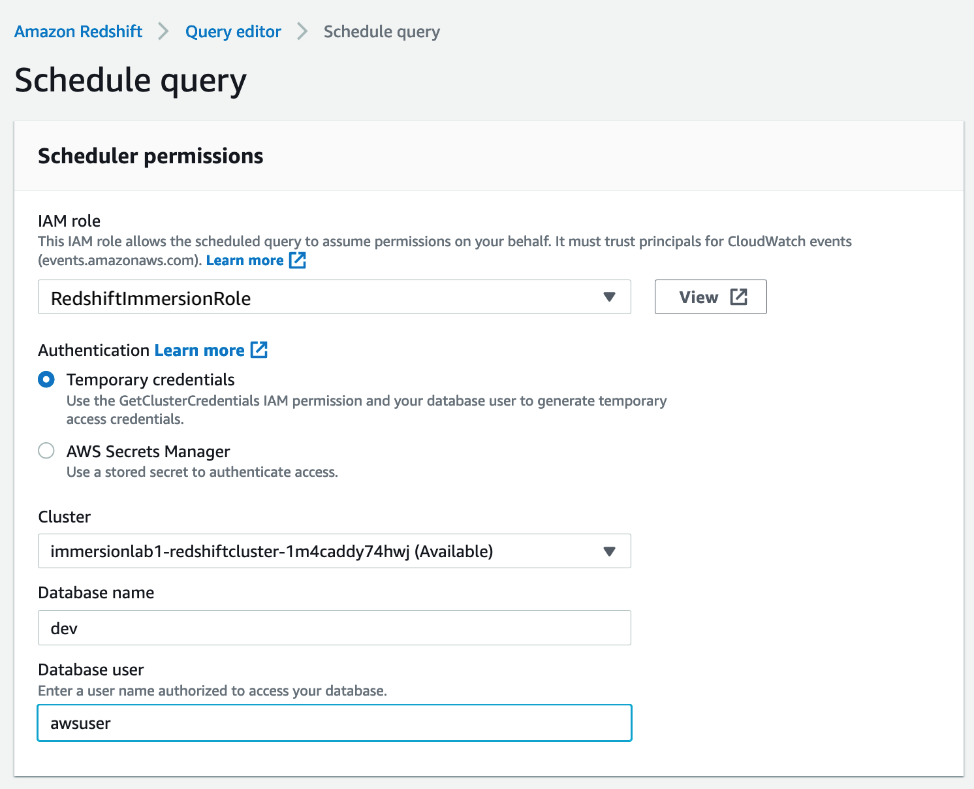 Amazon Redshift > Query editor > Schedule query
Schedule query
Scheduler permissions
IAM role
This IAM role allows the scheduled query to assume permissions on your behalf. It must trust principals for CloudWatch events
(events.amazonaws.com). Learn more
RedshiftImmersionRole
View
Authentication Learn more
Temporary credentials
Use the GetClusterCredentials IAM permission and your database user to generate temporary
access credentials.
AWS Secrets Manager
Use a stored secret to authenticate access.
Cluster
immersionlab1-redshiftcluster-1m4caddy74hwj (Available)
Database name
dev
Database user
Enter a user name authorized to access your database.
awsuser